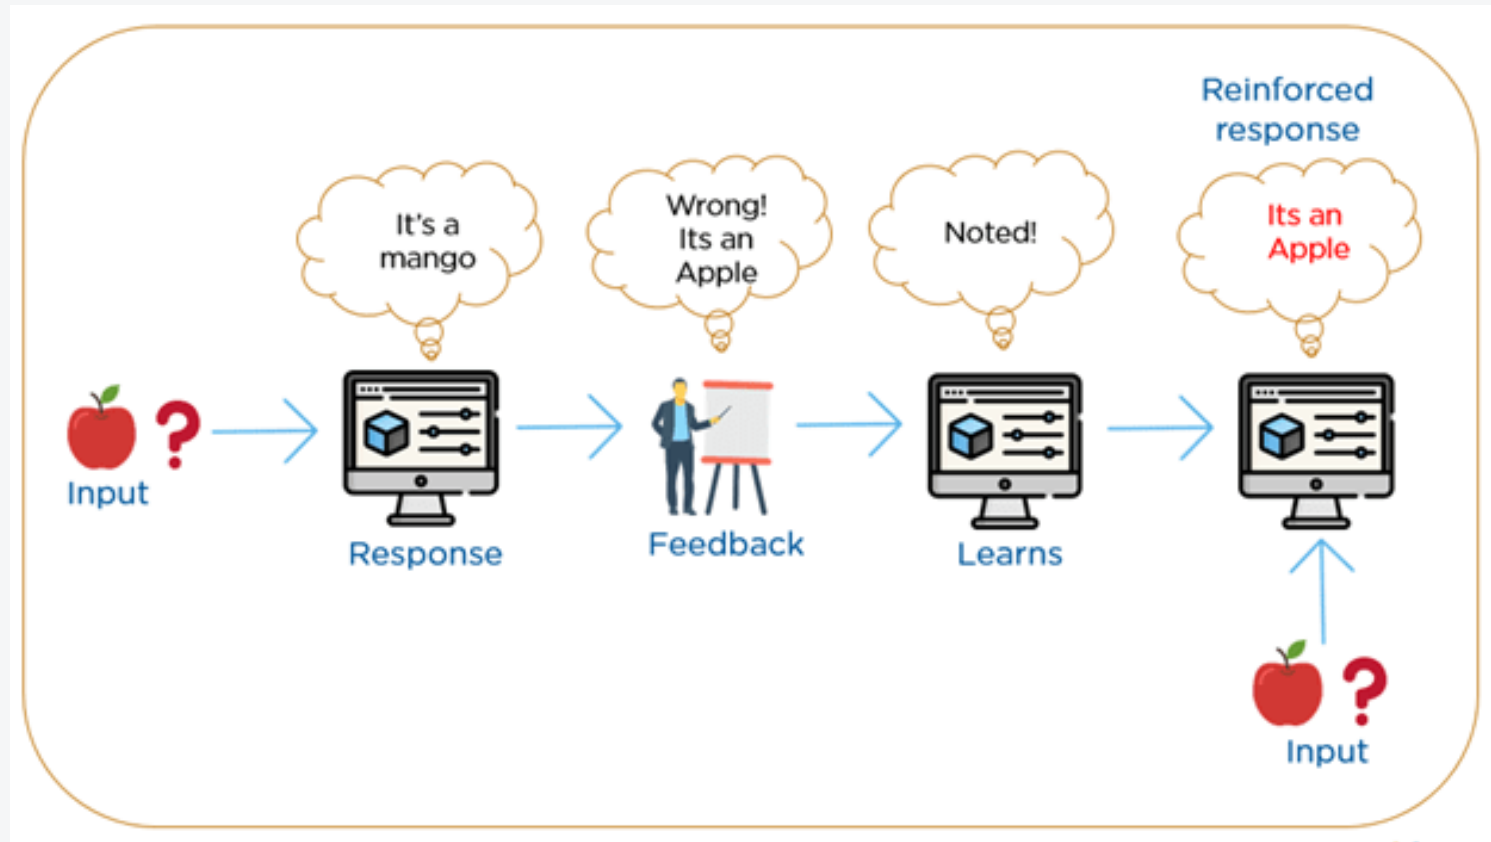 Reinforced
response
It's a
mango
Wrong!
Its an
Apple
Noted!
Its an
Apple
Input
Response
Feedback
Learns
Input